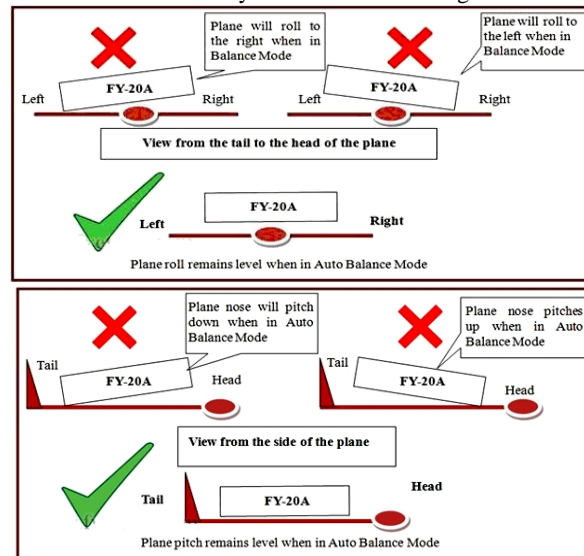 Plane will roll to
the right when in
Balance Mode
Plane will roll to
the left when in
Balance Mode
FY-20A
Left
Right
FY-20A
Left
Right
View from the tail to the head of the plane
FY-20A
Left
Right
Plane roll remains level when in Auto Balance Mode
Plane nose will pitch
down when in Auto
Balance Mode
Plane nose pitches
up when in Auto
Balance Mode
Tail
FY-20A
Head
Tail
FY-20A
Head
View from the side of the plane
Tail
FY-20A
Head
Plane pitch remains level when in Auto Balance Mode